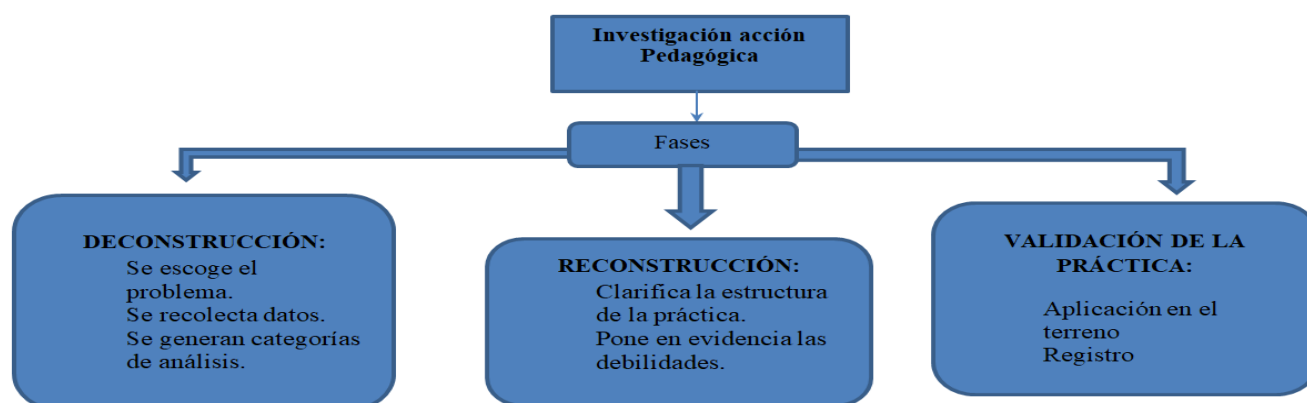 Investigación acción
Pedagógica
Fases
DECONSTRUCCIÓN:
Se escoge el
problema.
Se recolecta datos.
Se generan categorías
de análisis.
RECONSTRUCCIÓN:
Clarifica la estructura
de la práctica.
Pone en evidencia las
debilidades.
VALIDACIÓN DE LA
PRÁCTICA:
Aplicación en el
terreno
Registro